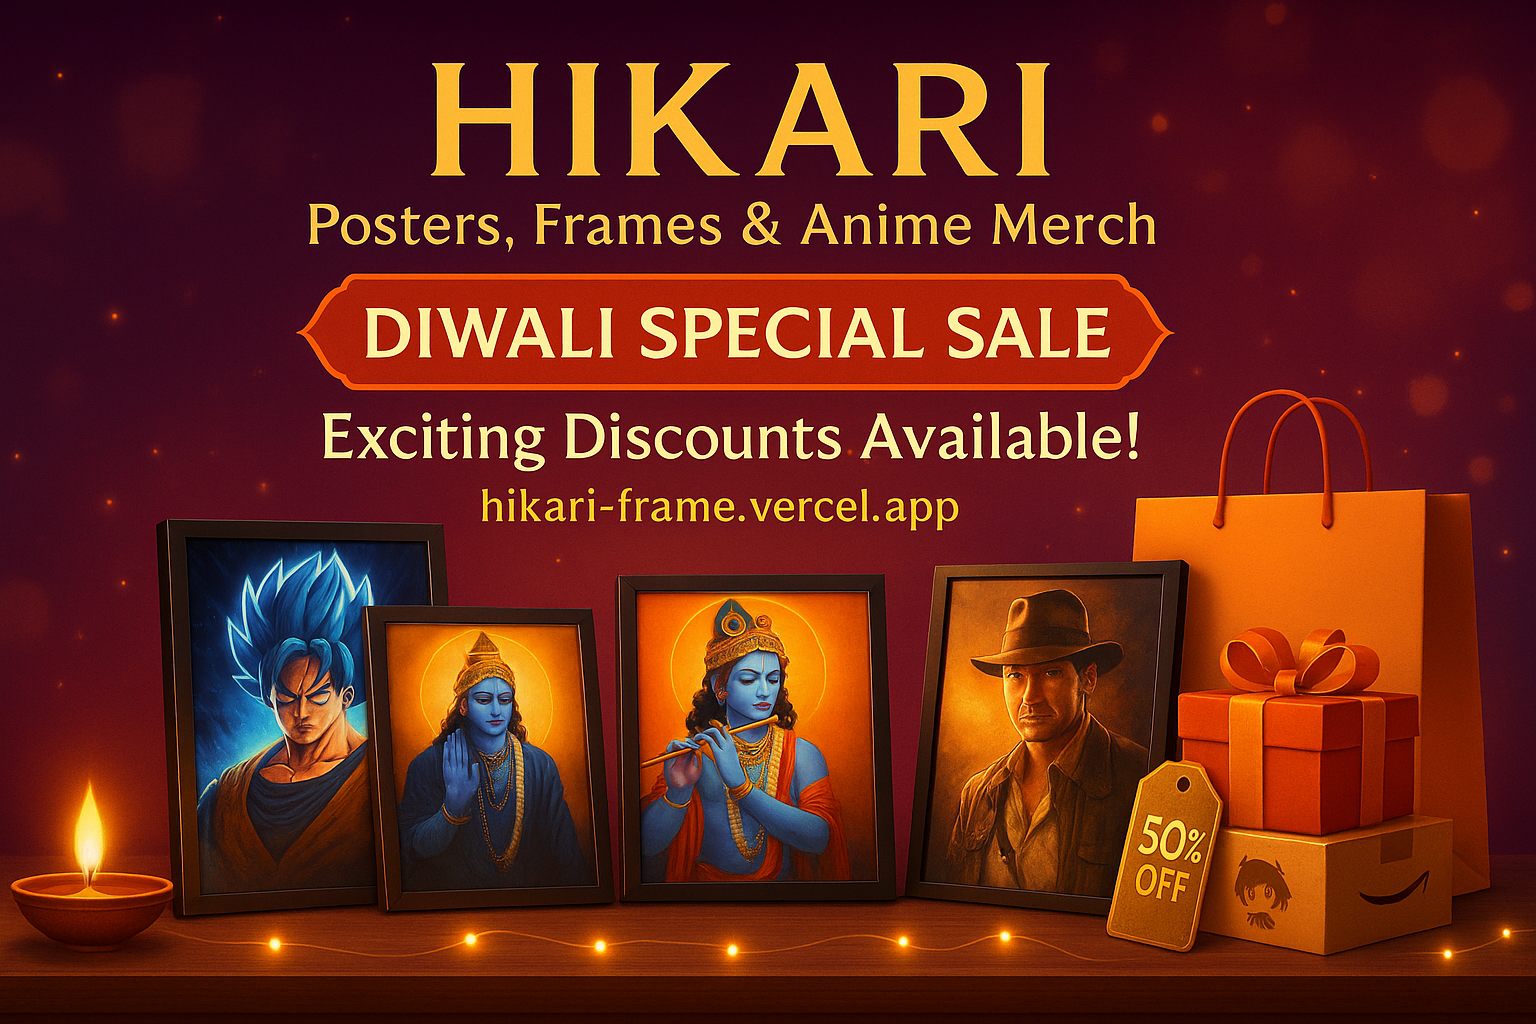 HIKARI
Posters, Frames & Anime Merch
DIWALI SPECIAL SALE
Exciting Discounts Available!
hikari-frame.vercel.app
50%
OFF